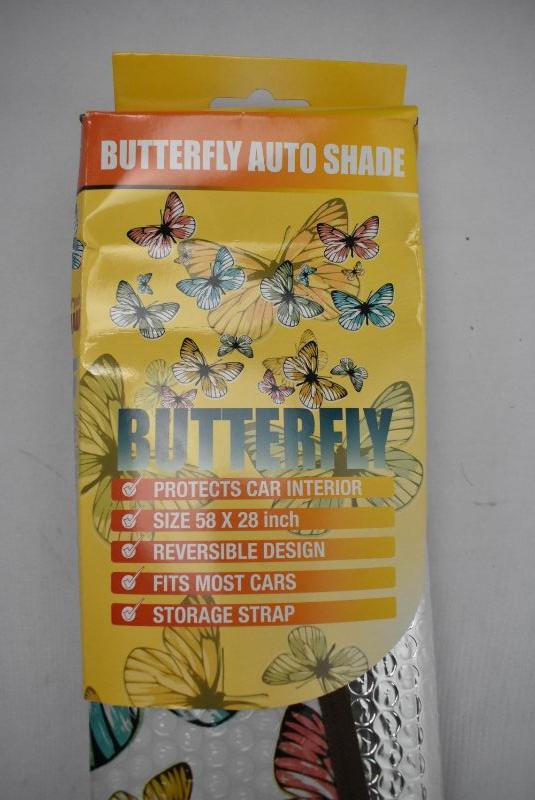 BUTTERFLY AUTO SHADE
BUTTERFLY
PROTECTS CAR INTERIOR
SIZE 58 X 28 inch
REVERSIBLE DESIGN
FITS MOST CARS
STORAGE STRAP